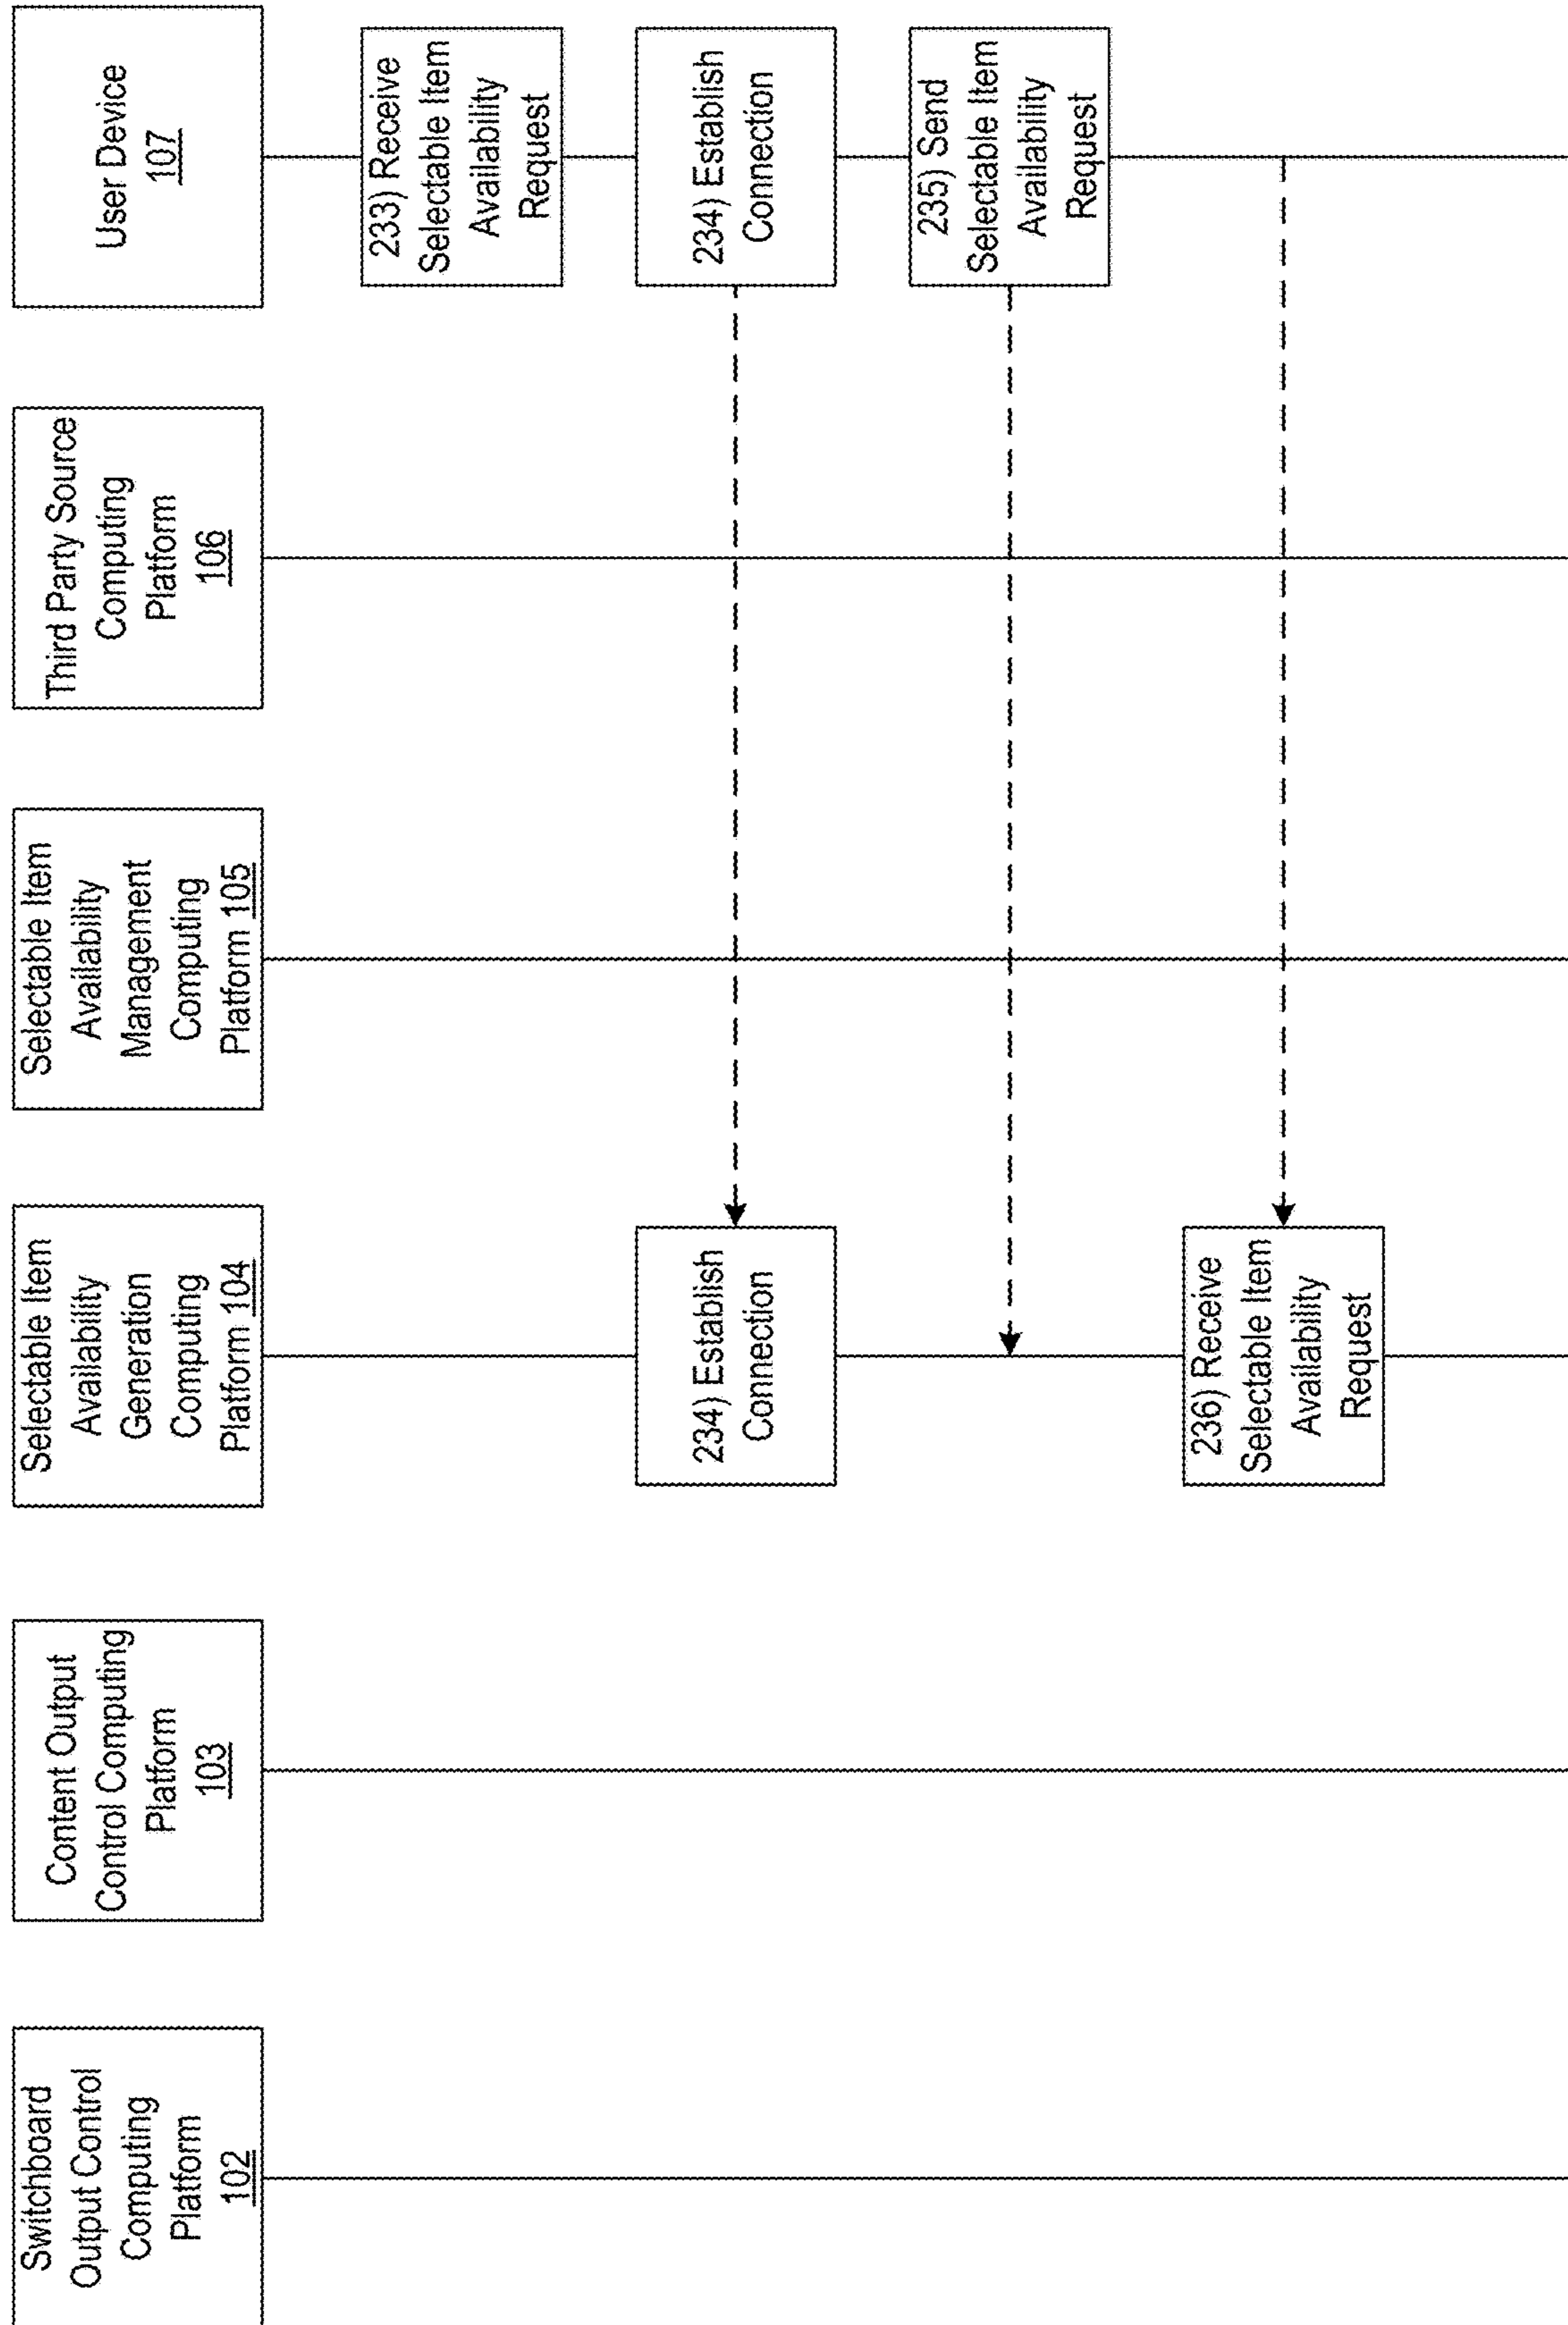 Switchboard
Output Control
Computing
Platform
102
Content Output
Control Computing
Platform
103
Selectable Item
Availability
Generation
Computing
Platform 104
Selectable Item
Availability
Management
Computing
Platform 105
Third Party Source
Computing
Platform
106
User Device
107
233) Receive
Selectable Item
Availability
Request
234) Establish
Connection
234) Establish
Connection
235) Send
Selectable Item
Availability
Request
236) Receive
Selectable Item
Availability
Request